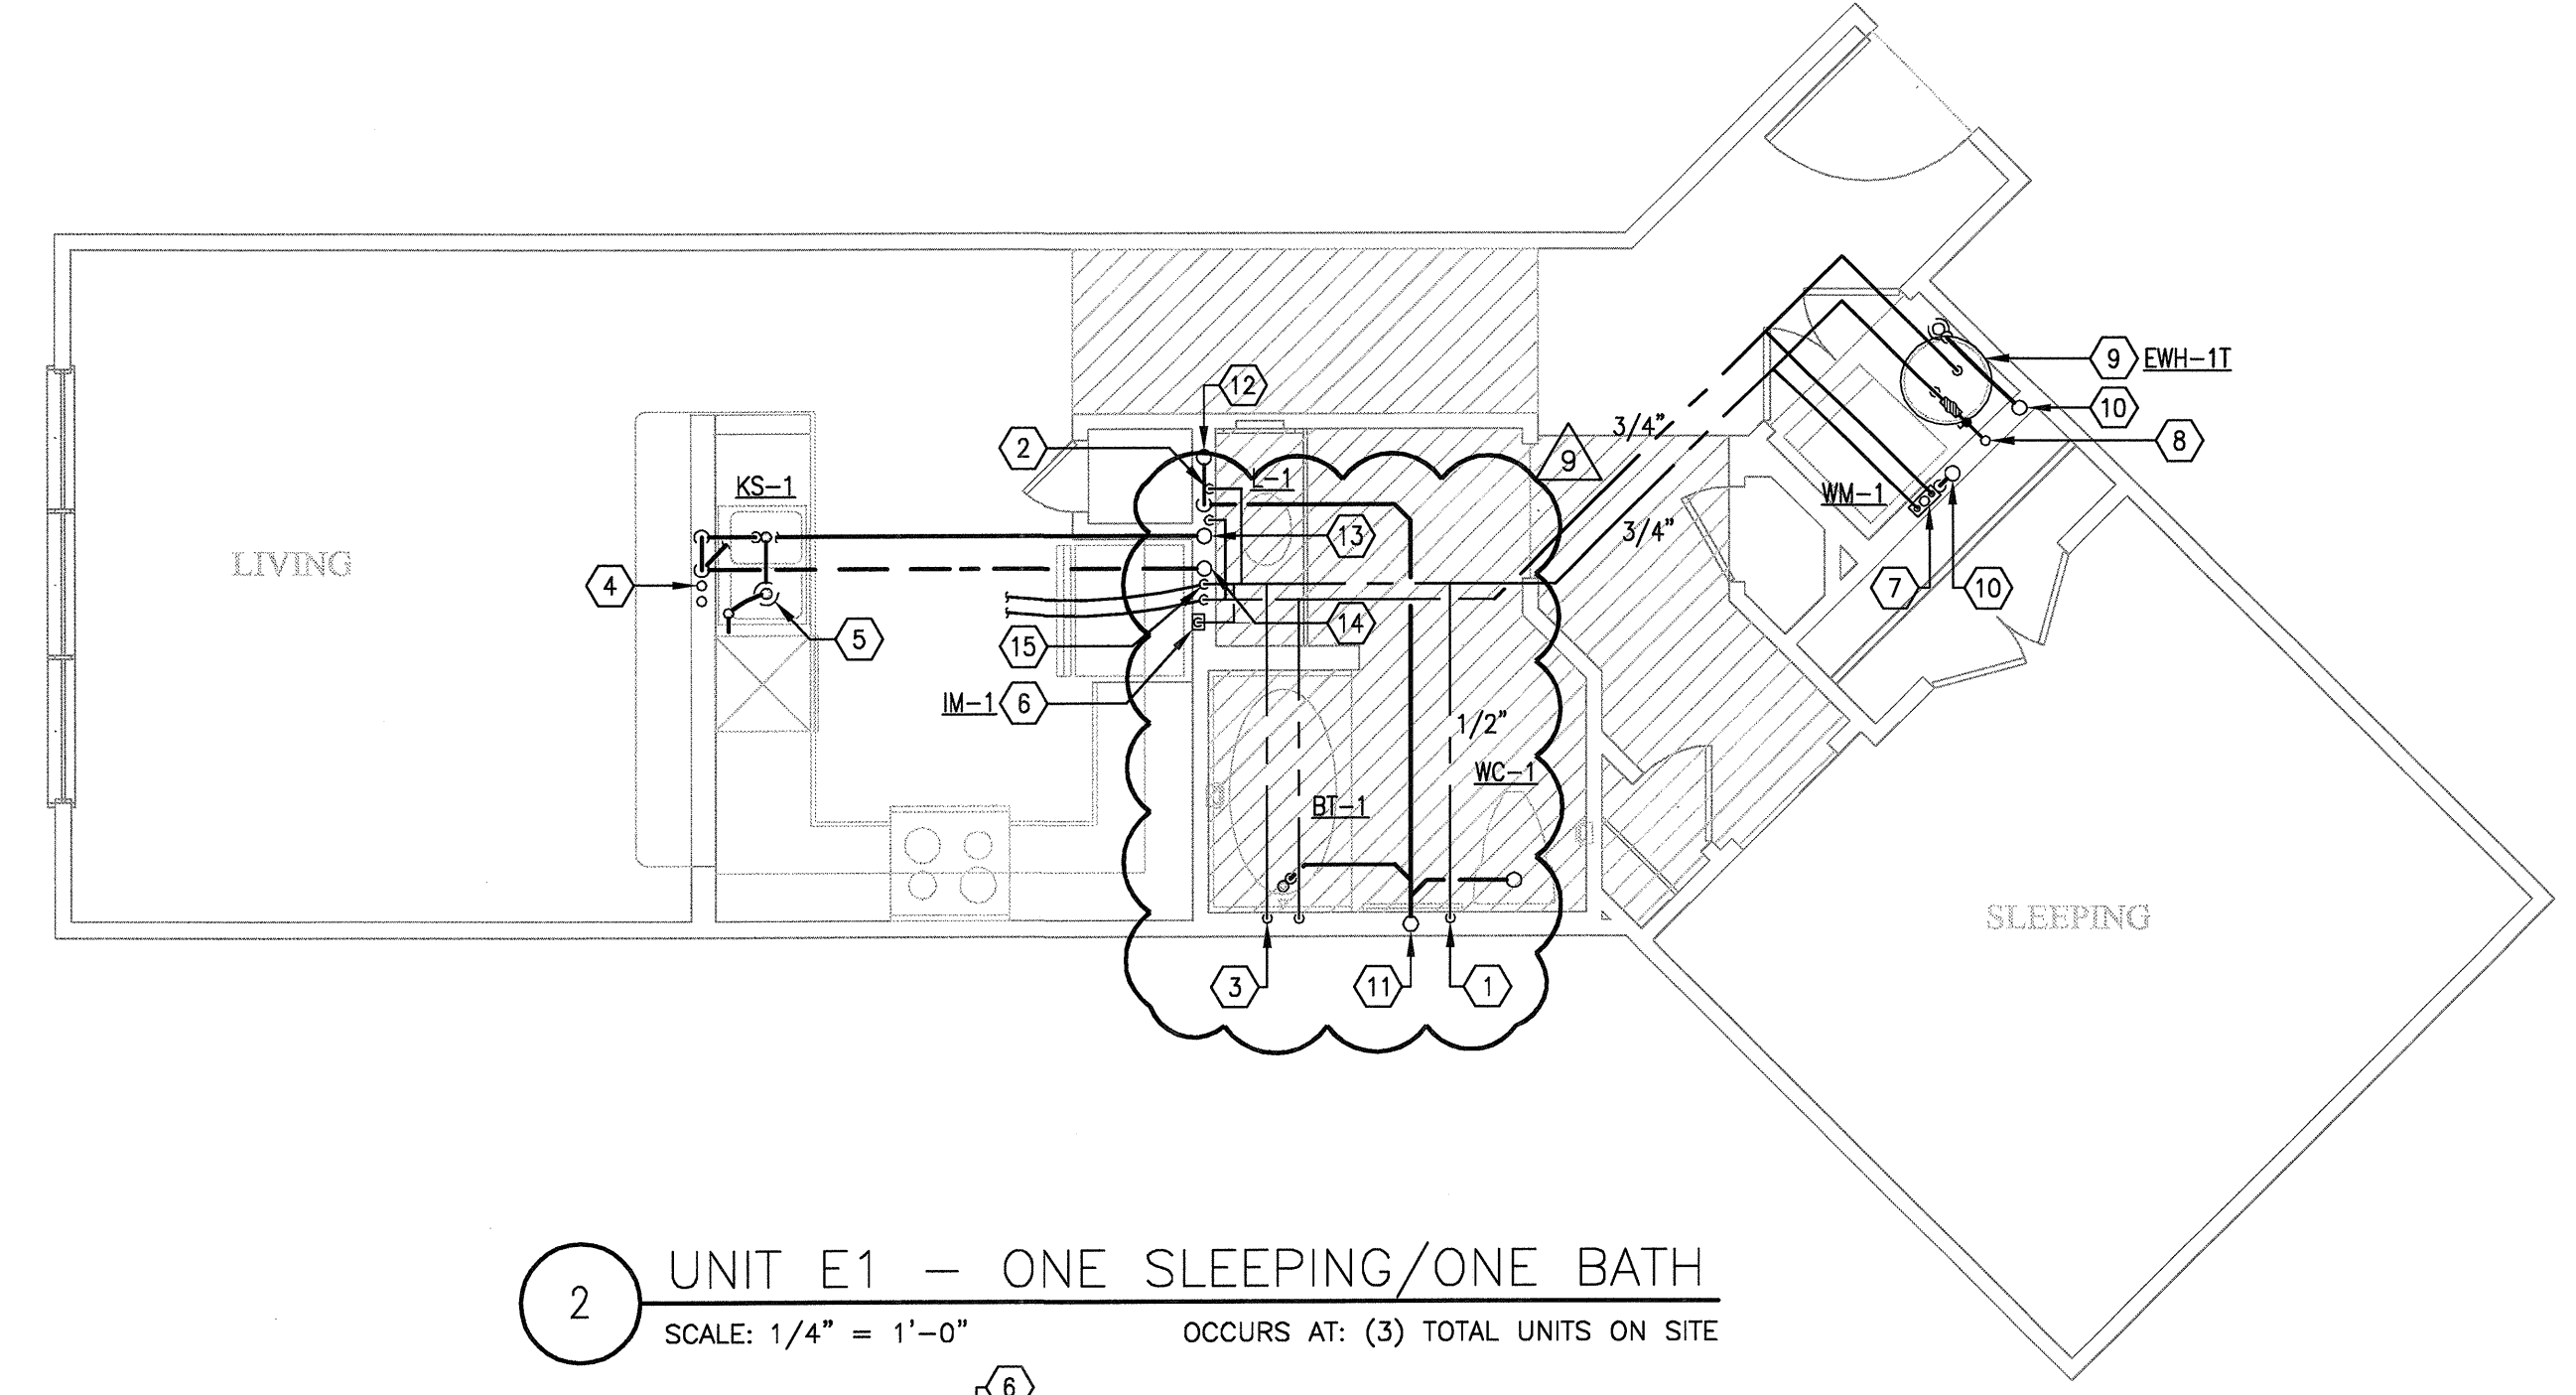 12
9 EWH-1T
10
2
3/4"
8
9
L-1
KS-1
WM-1
13
3/4"
LIVING
4
7
10
14
5
15
IM-1 6
1/2"
WC-1
BT-1
SLEEPING
3
11
1
2
UNIT E1 - ONE SLEEPING/ONE BATH
SCALE: 1/4" = 1'-0"
OCCURS AT: (3) TOTAL UNITS ON SITE
6